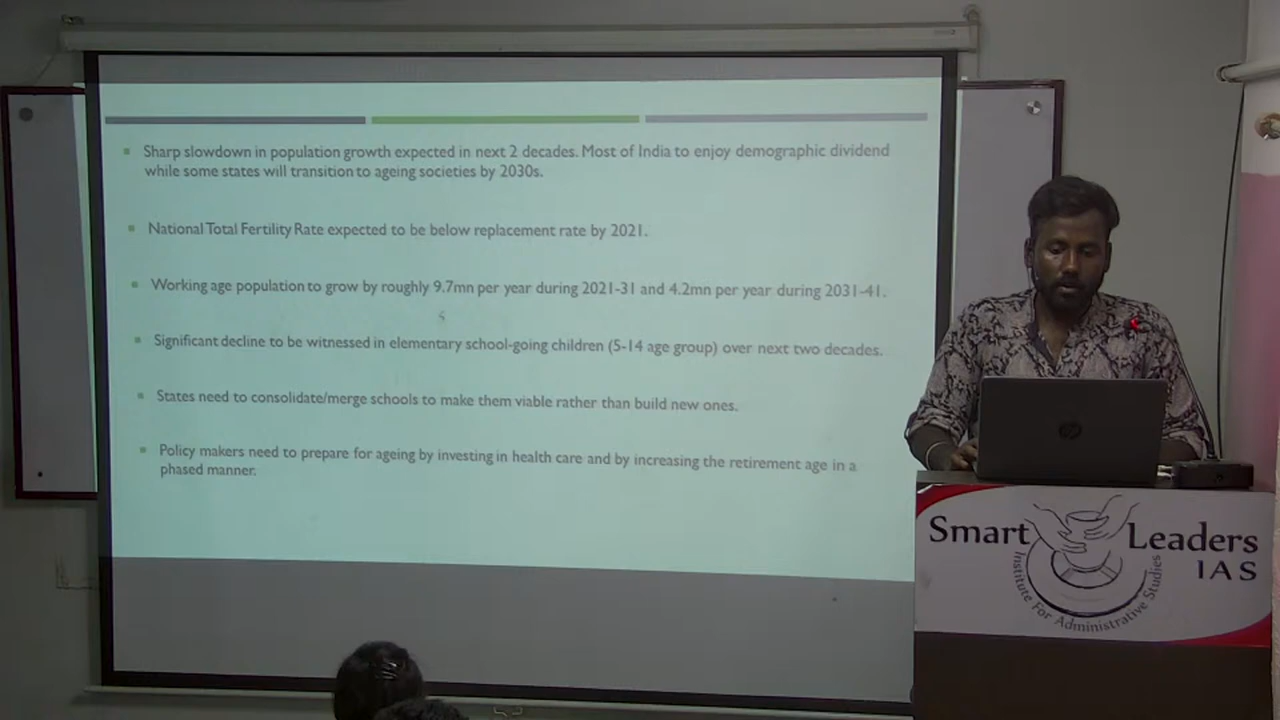 Sharp slowdown in population growth expected in next 2 decades. Most of India to enjoy demographic dividend
while some states will transition to ageing societies by 2030s.
National Total Fertility Rate expected to be below replacement rate by 2021.
Working age population to grow by roughly 9.7mn per year during 2021-31 and 4.2mn per year during 2031-41.
Significant decline to be witnessed in elementary school-going children (5-14 age group) over next two decades.
States need to consolidate/merge schools to make them viable rather than build new ones.
Policy makers need to prepare for ageing by investing in health care and by increasing the retirement age in a
phased manner.
hp
Smart Leaders
IAS
Institute For Administrative Studies